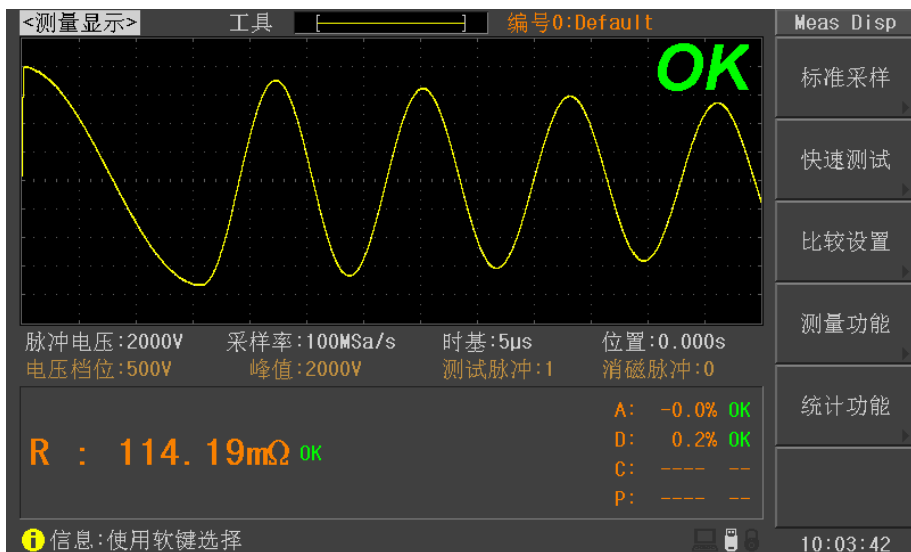 <测量显示> 工具 [ ] 编号0:Default Meas Disp
OK
标准采样
快速测试
比较设置
测量功能
统计功能
脉冲电压:2000V 采样率:100MSa/s 时基:5μs 位置:0.000s
电压档位:500V 峰值:2000V 测试脉冲:1 消磁脉冲:0
R : 114.19mΩ OK
A: -0.0% OK
D: 0.2% OK
C: ---- --
P: ---- --
i 信息:使用软键选择
10:03:42